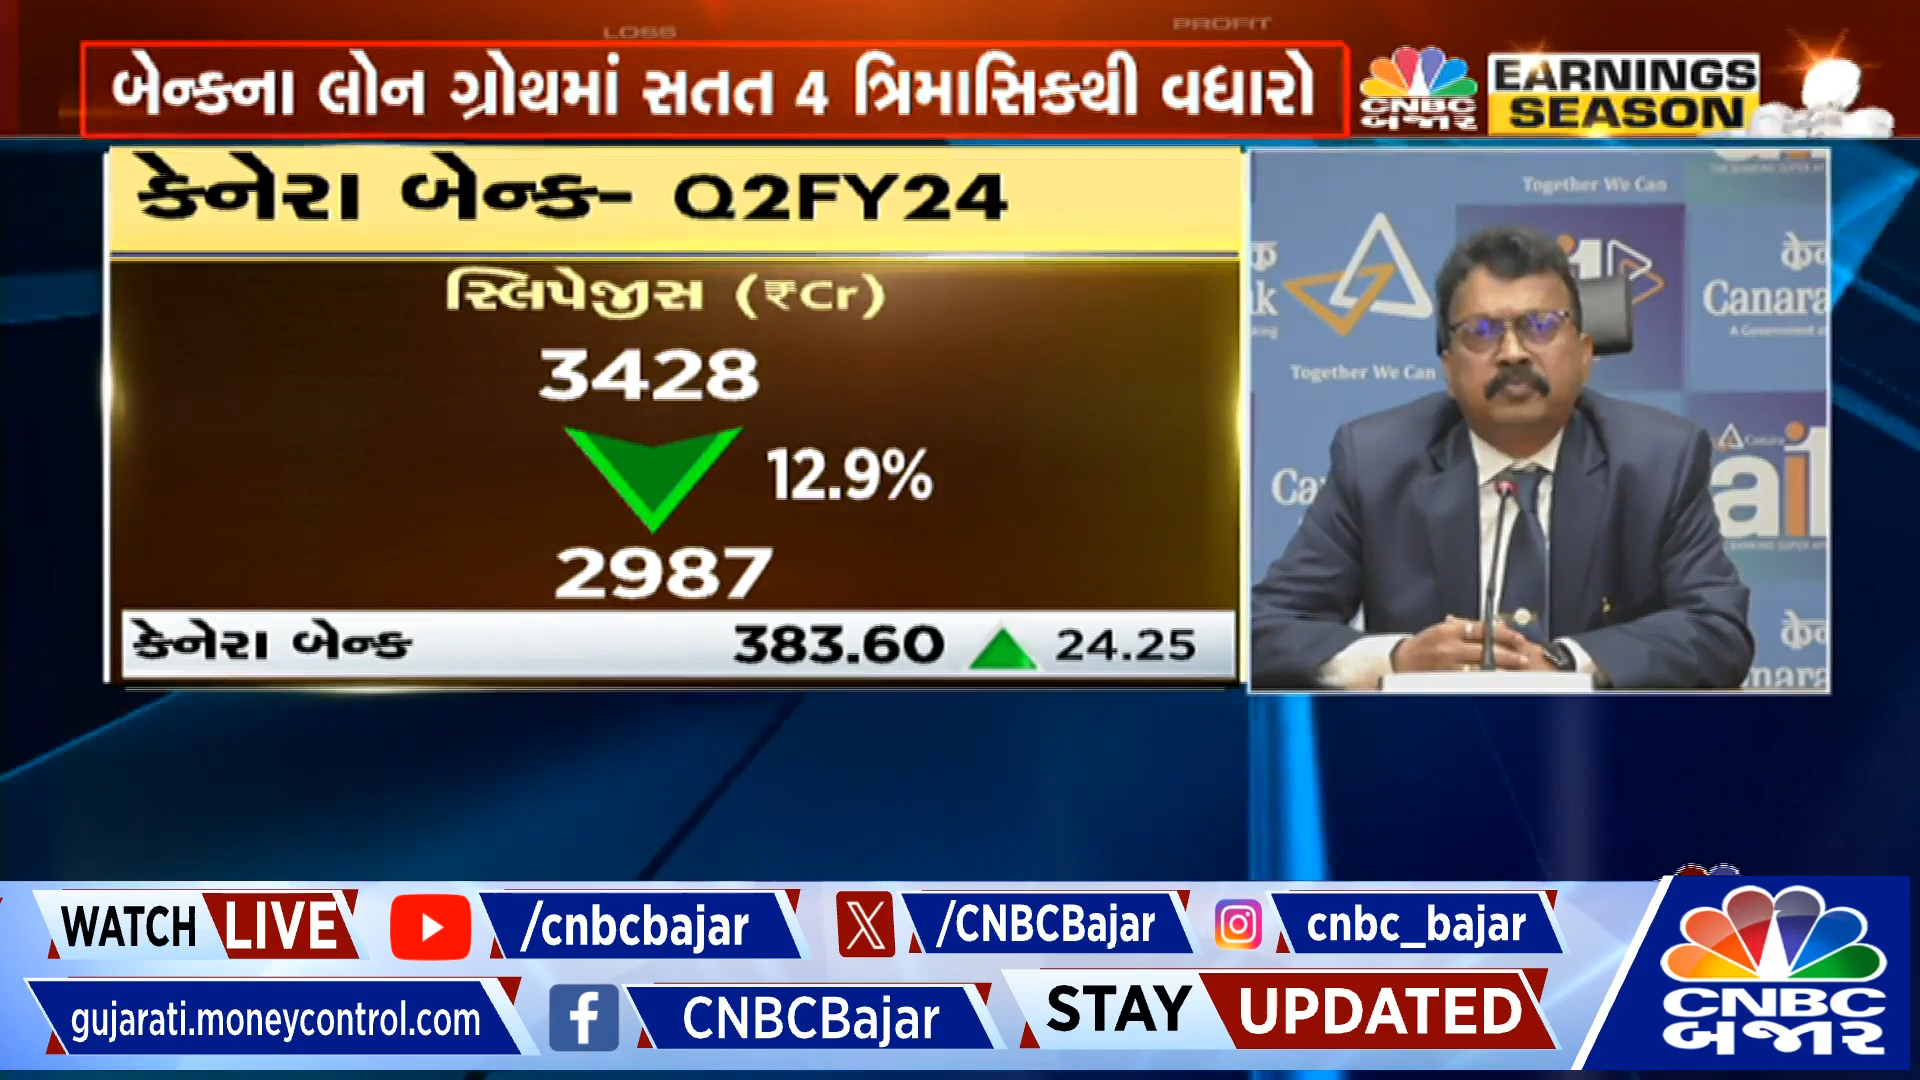 LOSS
PROFIT
બેન્કના લોન ગ્રોથમાં સતત 4 ત્રિમાસિકથી વધારો
CNBC
બજાર
EARNINGS
SEASON
કેનેરા બેન્ક- Q2FY24
સ્લિપેજીસ (₹Cr)
3428
12.9%
2987
કેનેરા બેન્ક 383.60 24.25
Together We Can
Together We Can
Canara
ai1
WATCH LIVE /cnbcbajar /CNBCBajar cnbc_bajar
gujarati.moneycontrol.com CNBCBajar STAY UPDATED
CNBC
બજાર